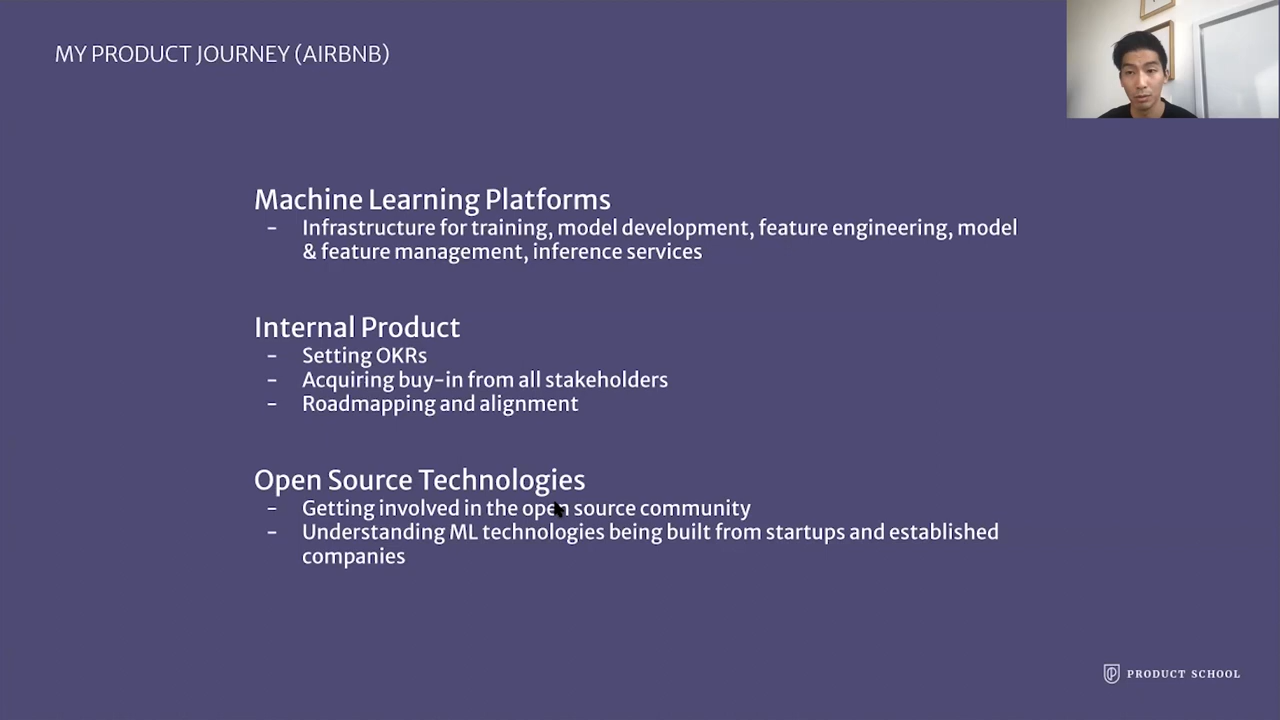 MY PRODUCT JOURNEY (AIRBNB)
Machine Learning Platforms
- Infrastructure for training, model development, feature engineering, model
& feature management, inference services
Internal Product
- Setting OKRs
- Acquiring buy-in from all stakeholders
- Roadmapping and alignment
Open Source Technologies
- Getting involved in the open source community
- Understanding ML technologies being built from startups and established
companies
PRODUCT SCHOOL